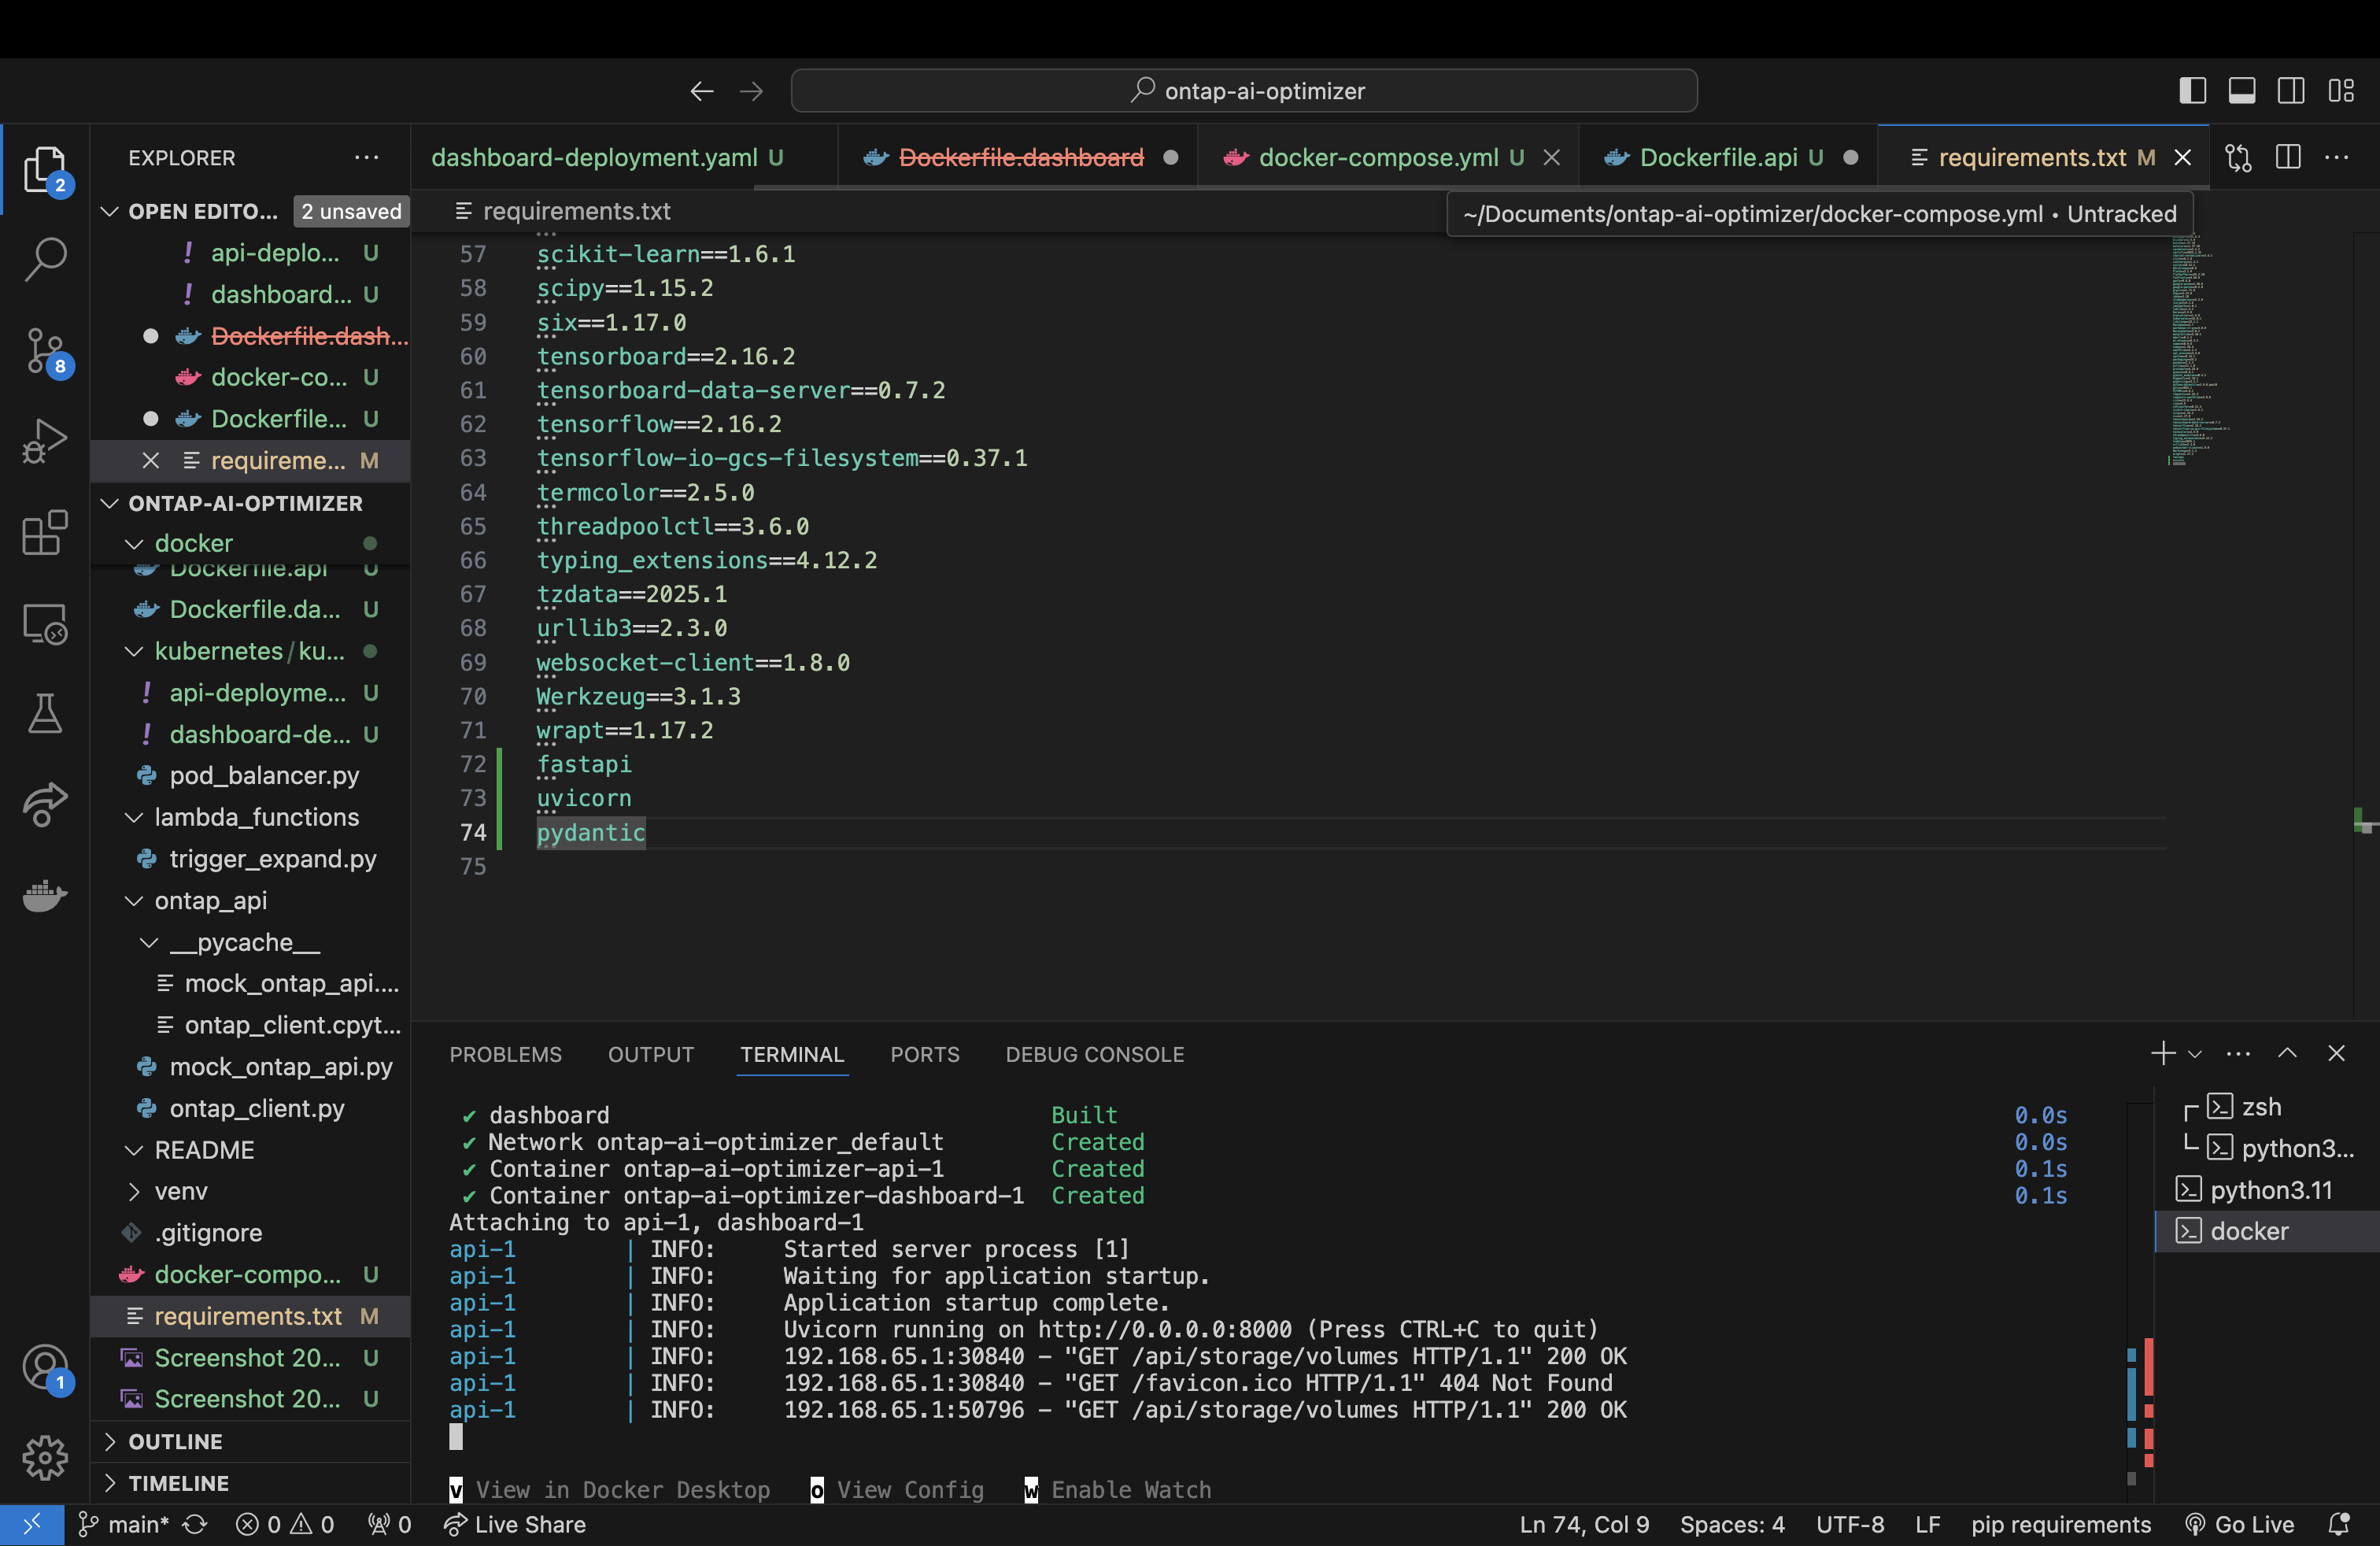 ontap-ai-optimizer
EXPLORER
2
OPEN EDITO... 2 unsaved
! api-deplo... U
! dashboard... U
Dockerfile.dash...
docker-co... U
Dockerfile... U
requireme... M
8
ONTAP-AI-OPTIMIZER
docker
Dockerfile.api U
Dockerfile.da... U
kubernetes/ku...
! api-deployme... U
! dashboard-de... U
pod_balancer.py
lambda_functions
trigger_expand.py
ontap_api
__pycache__
mock_ontap_api....
ontap_client.cpyt...
mock_ontap_api.py
ontap_client.py
README
venv
.gitignore
docker-compo... U
requirements.txt M
Screenshot 20... U
Screenshot 20... U
1
OUTLINE
TIMELINE
dashboard-deployment.yaml U Dockerfile.dashboard docker-compose.yml U Dockerfile.api U requirements.txt M
requirements.txt
~/Documents/ontap-ai-optimizer/docker-compose.yml • Untracked
57 scikit-learn==1.6.1
58 scipy==1.15.2
59 six==1.17.0
60 tensorboard==2.16.2
61 tensorboard-data-server==0.7.2
62 tensorflow==2.16.2
63 tensorflow-io-gcs-filesystem==0.37.1
64 termcolor==2.5.0
65 threadpoolctl==3.6.0
66 typing_extensions==4.12.2
67 tzdata==2025.1
68 urllib3==2.3.0
69 websocket-client==1.8.0
70 Werkzeug==3.1.3
71 wrapt==1.17.2
72 fastapi
73 uvicorn
74 pydantic
75
PROBLEMS OUTPUT TERMINAL PORTS DEBUG CONSOLE
✔ dashboard Built 0.0s
✔ Network ontap-ai-optimizer_default Created 0.0s
✔ Container ontap-ai-optimizer-api-1 Created 0.1s
✔ Container ontap-ai-optimizer-dashboard-1 Created 0.1s
Attaching to api-1, dashboard-1
api-1 | INFO: Started server process [1]
api-1 | INFO: Waiting for application startup.
api-1 | INFO: Application startup complete.
api-1 | INFO: Uvicorn running on http://0.0.0.0:8000 (Press CTRL+C to quit)
api-1 | INFO: 192.168.65.1:30840 - "GET /api/storage/volumes HTTP/1.1" 200 OK
api-1 | INFO: 192.168.65.1:30840 - "GET /favicon.ico HTTP/1.1" 404 Not Found
api-1 | INFO: 192.168.65.1:50796 - "GET /api/storage/volumes HTTP/1.1" 200 OK
v View in Docker Desktop o View Config w Enable Watch
zsh
python3...
python3.11
docker
main* 0 0 0 Live Share Ln 74, Col 9 Spaces: 4 UTF-8 LF pip requirements Go Live